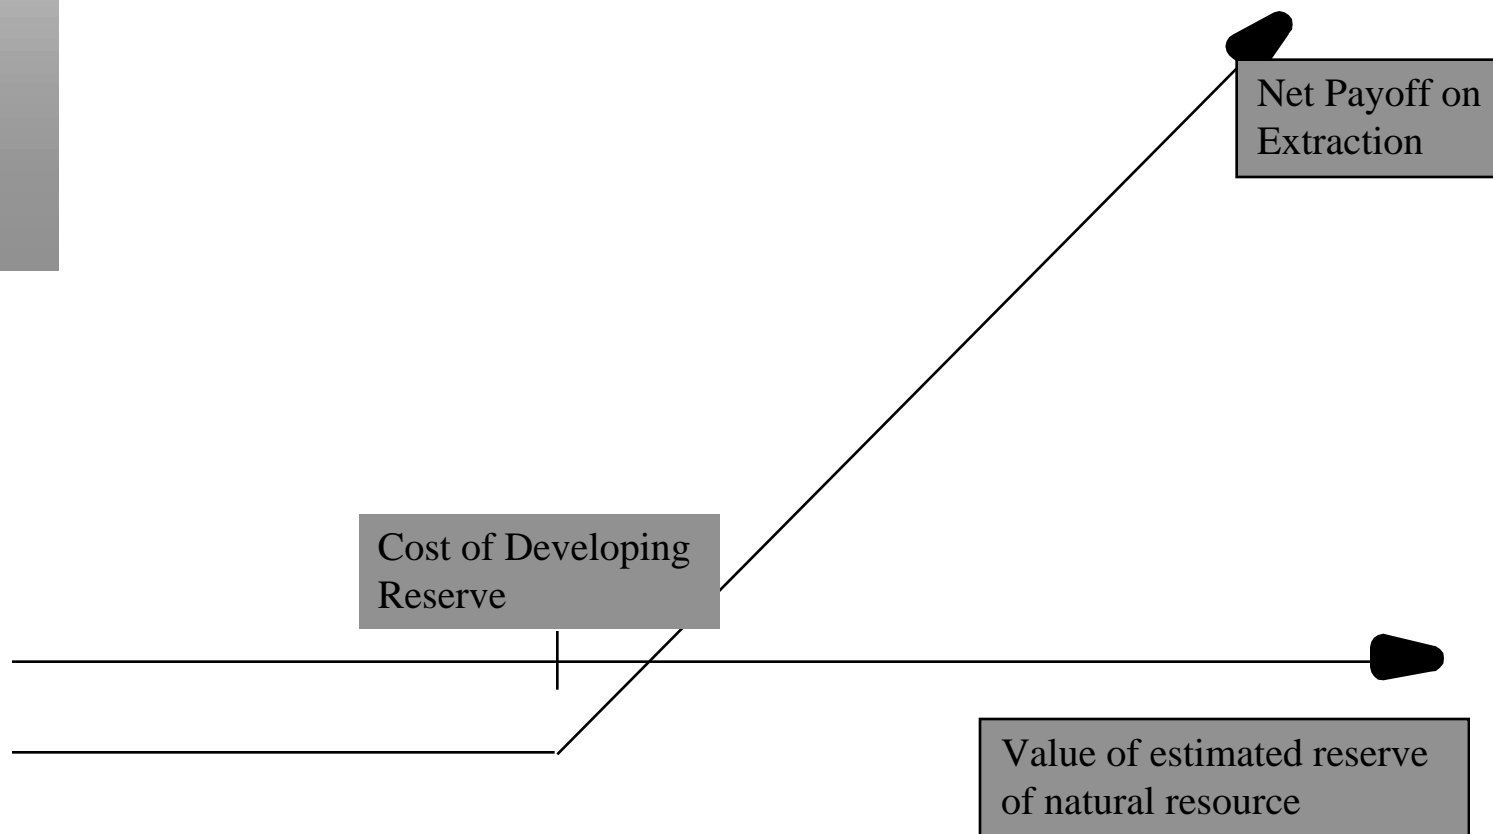 Net Payoff on
Extraction
Cost of Developing
Reserve
Value of estimated reserve
of natural resource